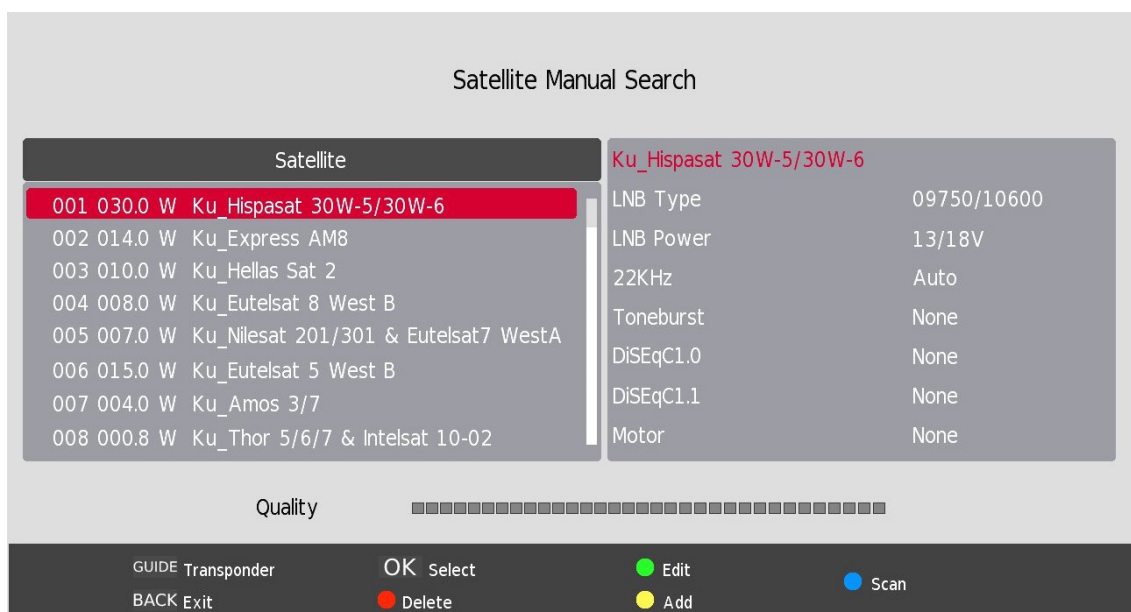 Satellite Manual Search
Satellite
001 030.0 W Ku_Hispasat 30W-5/30W-6
002 014.0 W Ku_Express AM8
003 010.0 W Ku_Hellas Sat 2
004 008.0 W Ku_Eutelsat 8 West B
005 007.0 W Ku_Nilesat 201/301 & Eutelsat7 WestA
006 015.0 W Ku_Eutelsat 5 West B
007 004.0 W Ku_Amos 3/7
008 000.8 W Ku_Thor 5/6/7 & Intelsat 10-02
Ku_Hispasat 30W-5/30W-6
LNB Type 09750/10600
LNB Power 13/18V
22KHz Auto
Toneburst None
DiSEqC1.0 None
DiSEqC1.1 None
Motor None
Quality
GUIDE Transponder OK Select Edit Scan
BACK Exit Delete Add